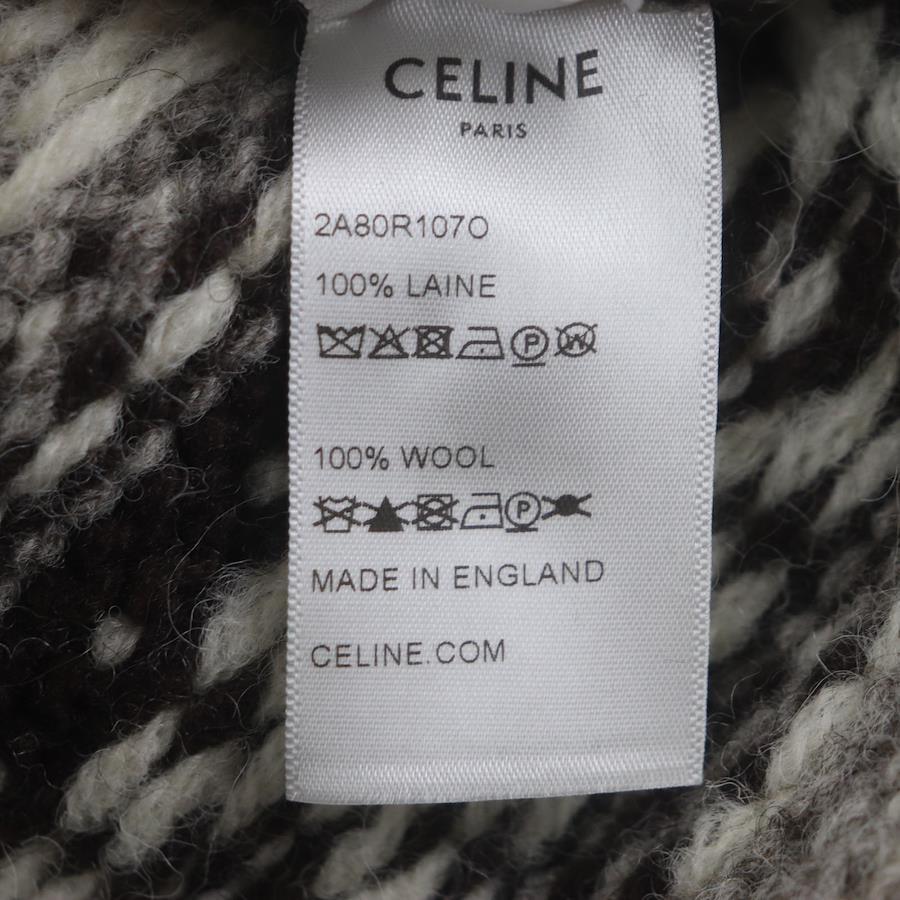 CELINE
PARIS
2A80R107O
100% LAINE
P W
100% WOOL
P
MADE IN ENGLAND
CELINE.COM